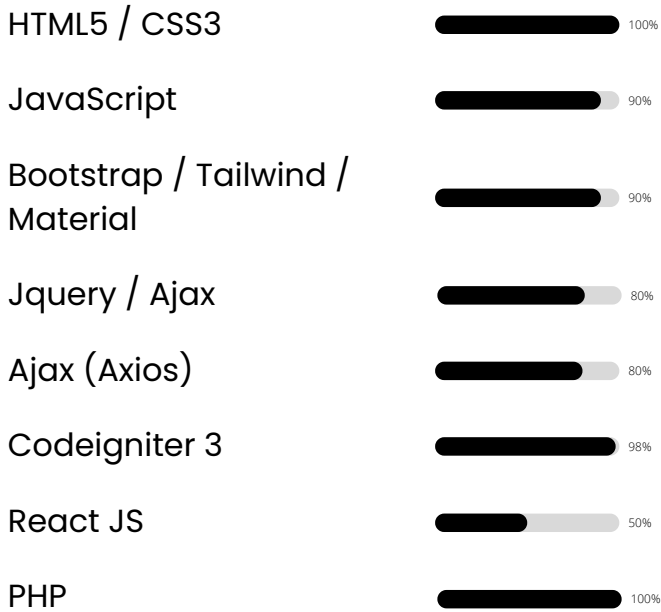 HTML5 / CSS3 100%
JavaScript 90%
Bootstrap / Tailwind /
Material 90%
Jquery / Ajax 80%
Ajax (Axios) 80%
Codeigniter 3 98%
React JS 50%
PHP 100%